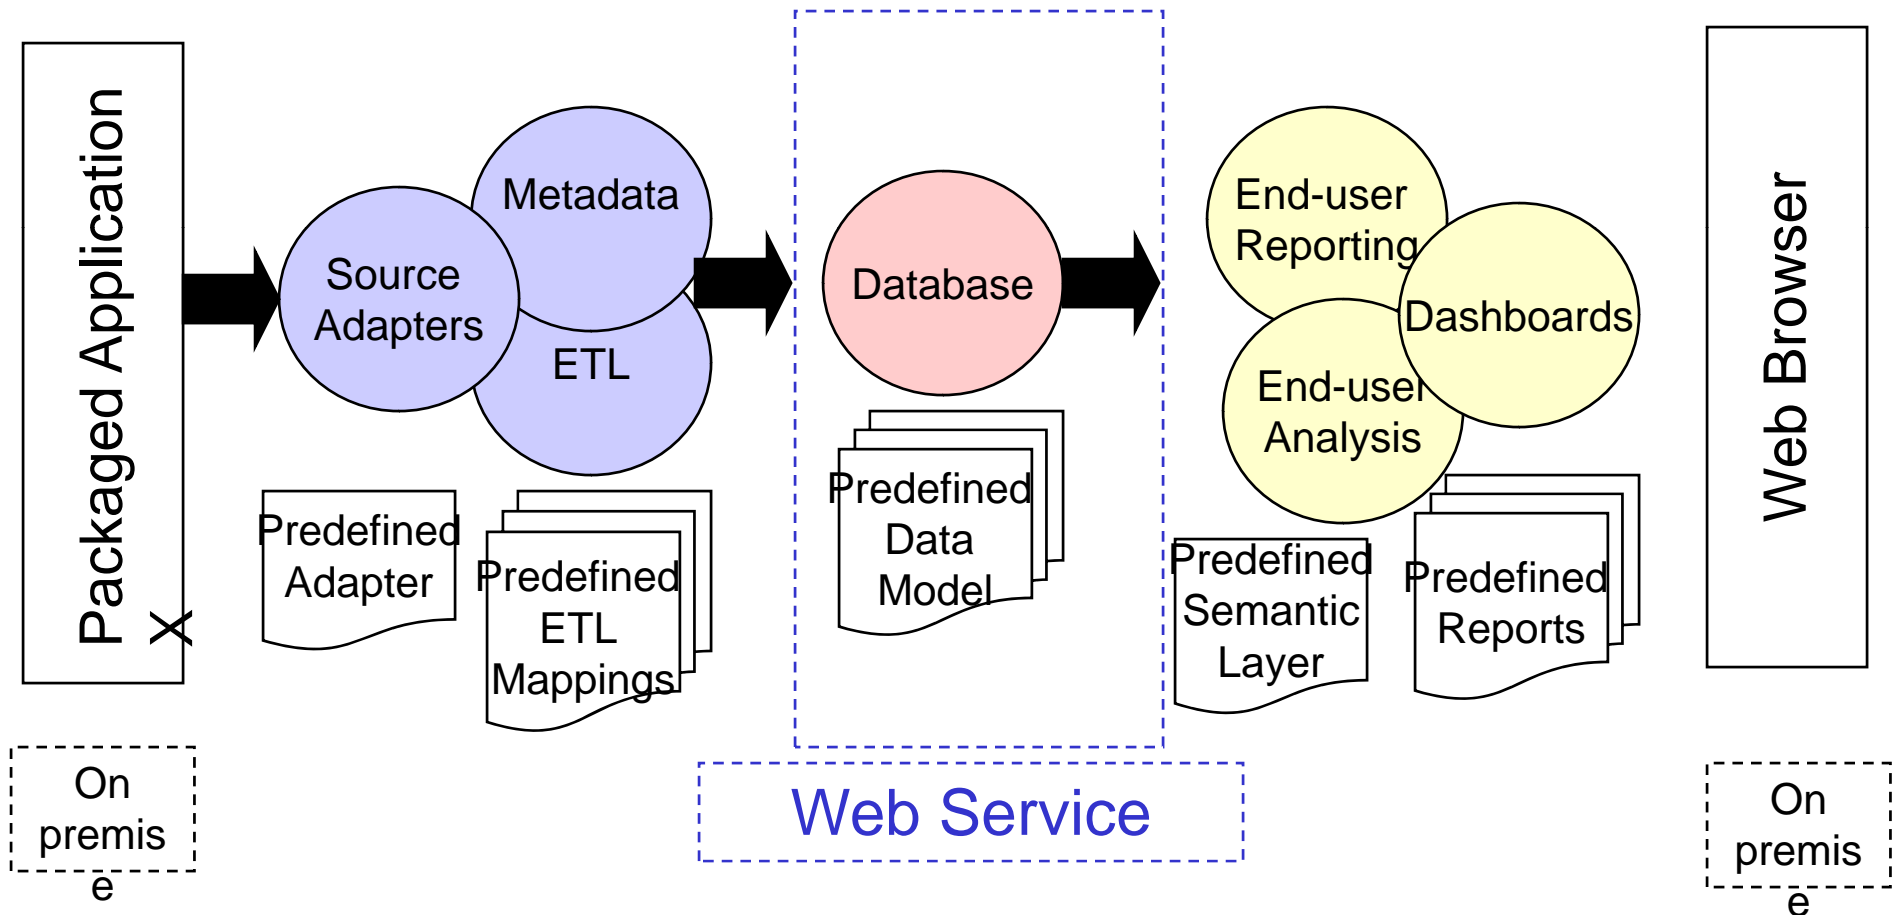 Packaged Application
X
Source
Adapters
Metadata
ETL
Predefined
Adapter
Predefined
ETL
Mappings
Database
Predefined
Data
Model
End-user
Reporting
Dashboards
End-user
Analysis
Predefined
Semantic
Layer
Predefined
Reports
Web Browser
On
premis
e
Web Service
On
premis
e